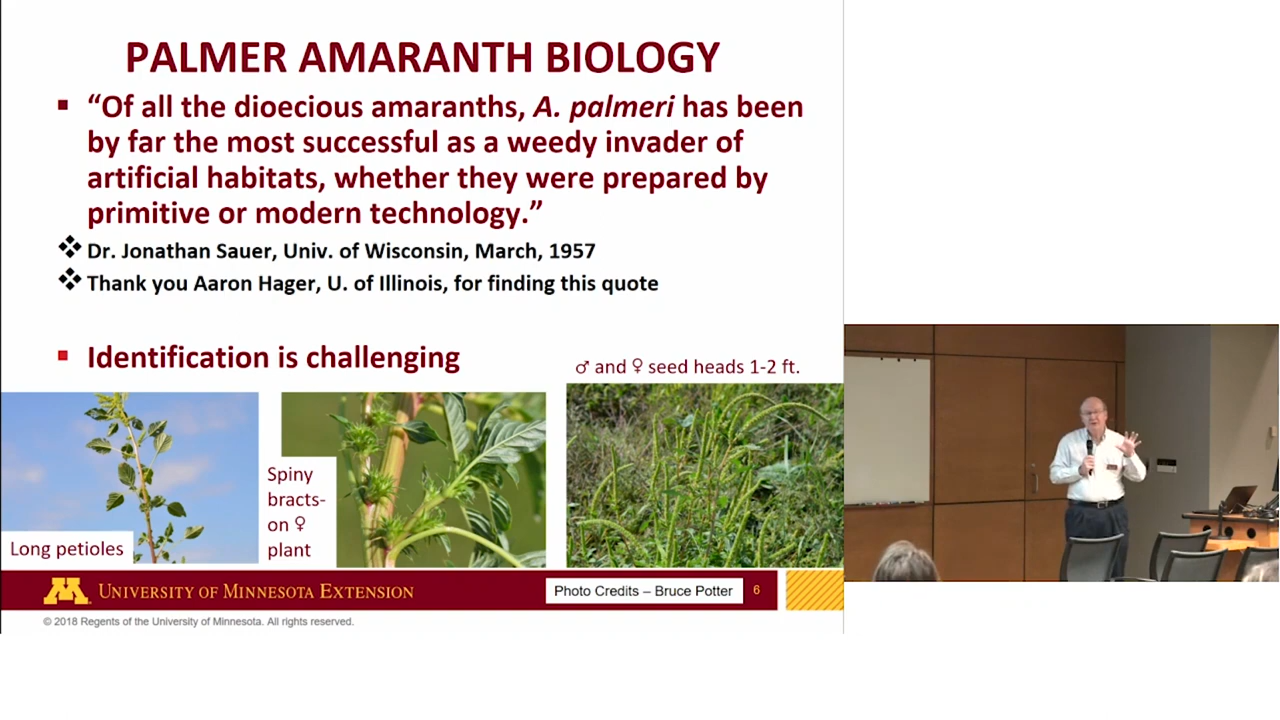 PALMER AMARANTH BIOLOGY
“Of all the dioecious amaranths, A. palmeri has been
by far the most successful as a weedy invader of
artificial habitats, whether they were prepared by
primitive or modern technology.”
Dr. Jonathan Sauer, Univ. of Wisconsin, March, 1957
Thank you Aaron Hager, U. of Illinois, for finding this quote
Identification is challenging
♂ and ♀ seed heads 1-2 ft.
Long petioles
Spiny
bracts-
on ♀
plant
M
UNIVERSITY OF MINNESOTA EXTENSION
Photo Credits – Bruce Potter
6
© 2018 Regents of the University of Minnesota. All rights reserved.